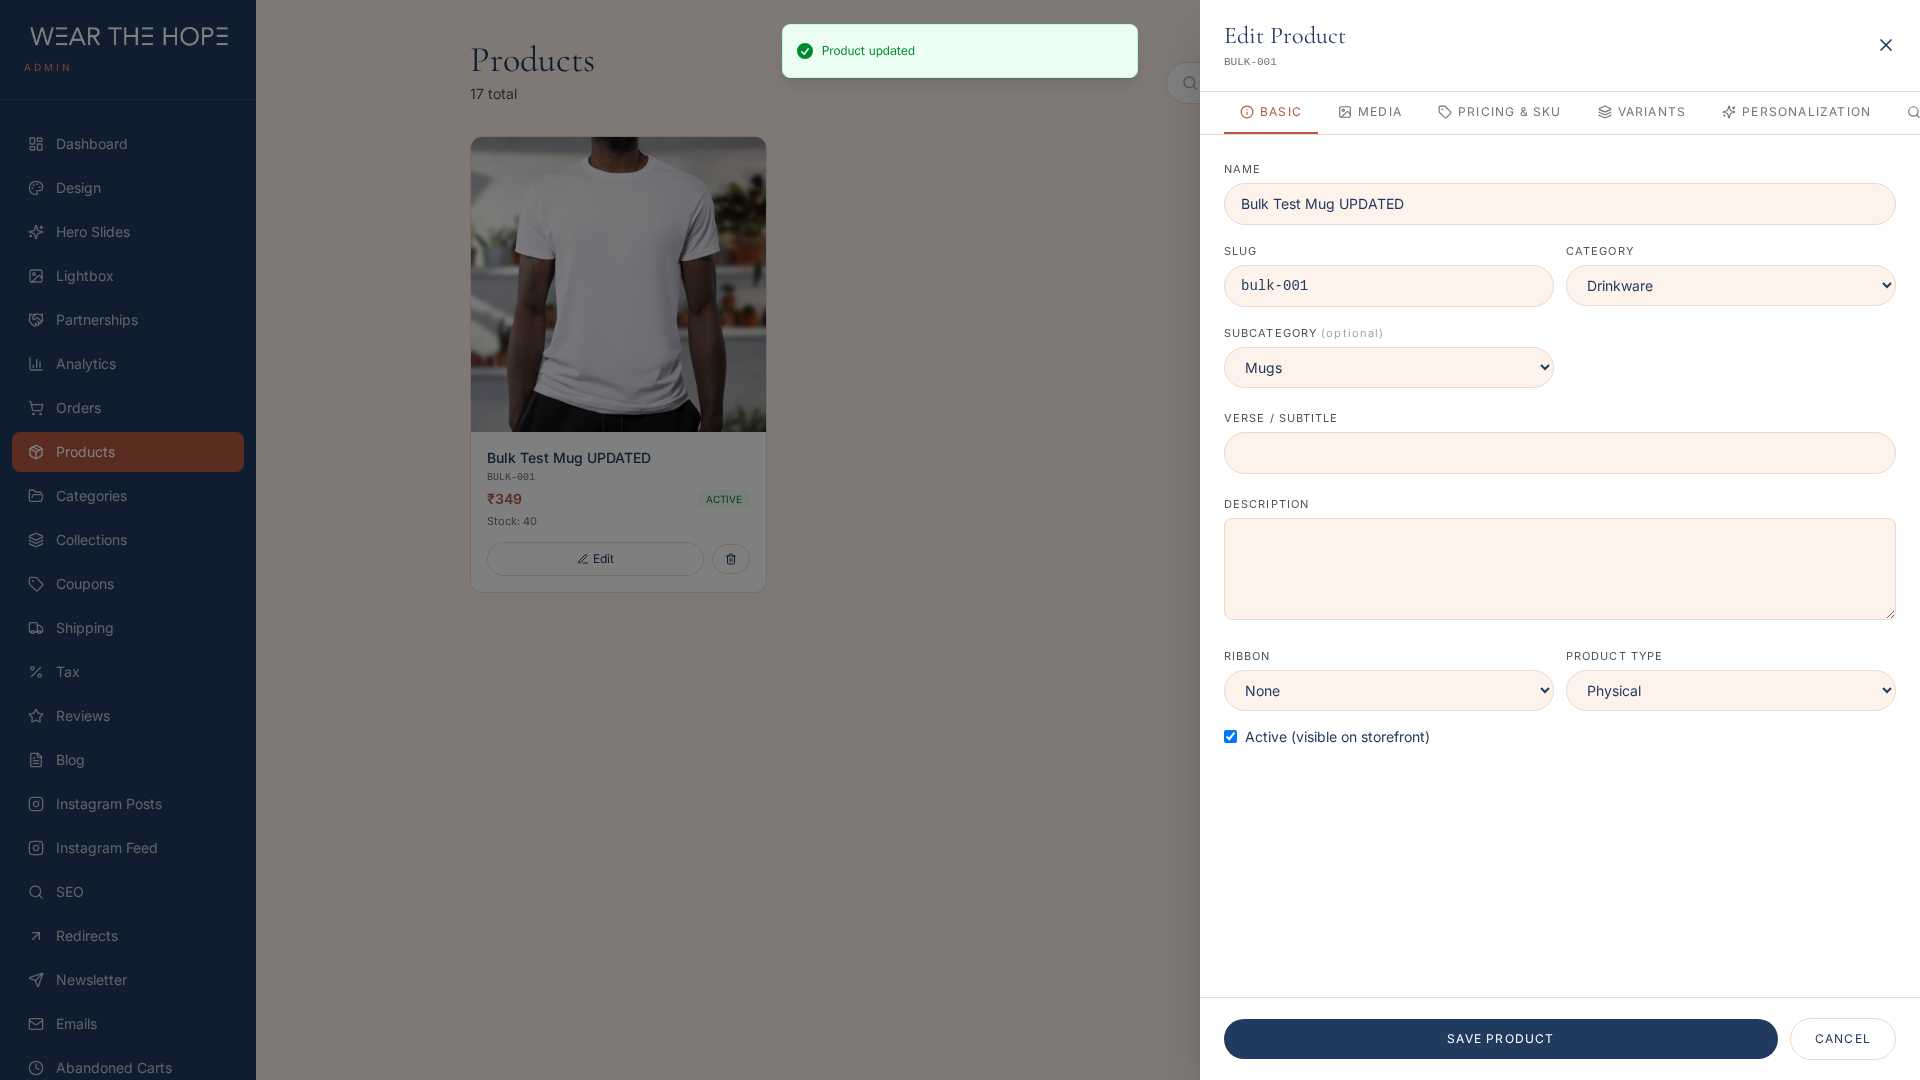 WEAR THE HOPE
ADMIN
Dashboard
Design
Hero Slides
Lightbox
Partnerships
Analytics
Orders
Products
Categories
Collections
Coupons
Shipping
Tax
Reviews
Blog
Instagram Posts
Instagram Feed
SEO
Redirects
Newsletter
Emails
Abandoned Carts
Products
17 total
Product updated
Bulk Test Mug UPDATED
BULK-001
₹349
ACTIVE
Stock: 40
Edit
Edit Product
BULK-001
BASIC
MEDIA
PRICING & SKU
VARIANTS
PERSONALIZATION
NAME
Bulk Test Mug UPDATED
SLUG
CATEGORY
bulk-001
Drinkware
SUBCATEGORY (optional)
Mugs
VERSE / SUBTITLE
DESCRIPTION
RIBBON
PRODUCT TYPE
None
Physical
Active (visible on storefront)
SAVE PRODUCT
CANCEL